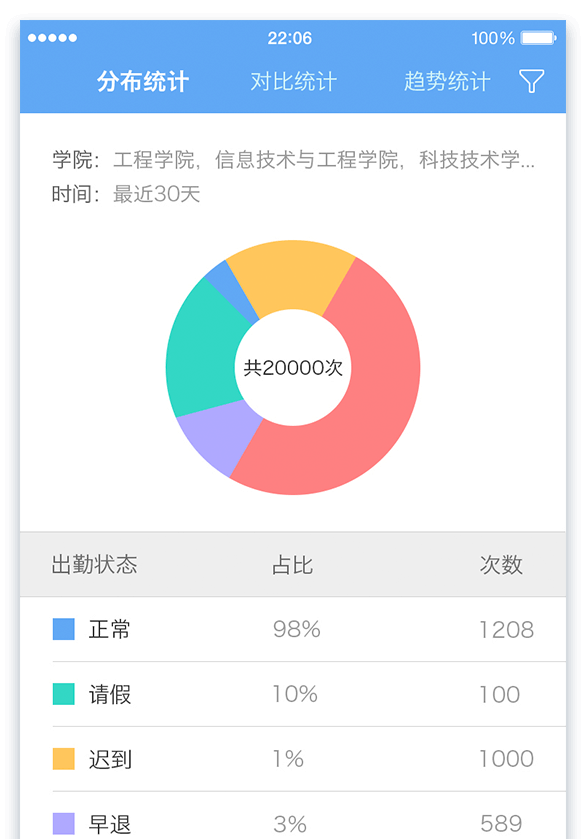 22:06 100%
分布统计 对比统计 趋势统计
学院：工程学院，信息技术与工程学院，科技技术学...
时间：最近30天
共20000次
出勤状态 占比 次数
正常 98% 1208
请假 10% 100
迟到 1% 1000
早退 3% 589